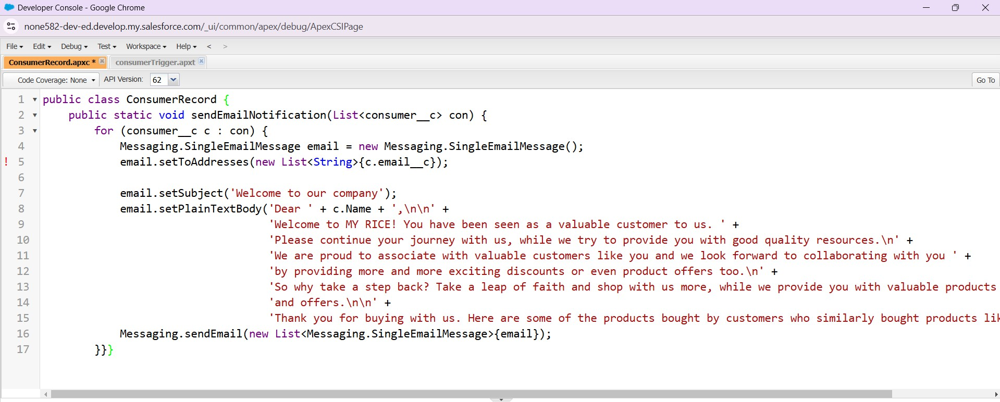 Developer Console - Google Chrome
none582-dev-ed.develop.my.salesforce.com/_ui/common/apex/debug/ApexCSIPage
File Edit Debug Test Workspace Help < >
ConsumerRecord.apxc * consumerTrigger.apxt
Code Coverage: None API Version: 62 Go To
1 public class ConsumerRecord {
2 public static void sendEmailNotification(List<consumer__c> con) {
3 for (consumer__c c : con) {
4 Messaging.SingleEmailMessage email = new Messaging.SingleEmailMessage();
! 5 email.setToAddresses(new List<String>{c.email__c});
6
7 email.setSubject('Welcome to our company');
8 email.setPlainTextBody('Dear ' + c.Name + ',\n\n' +
9 'Welcome to MY RICE! You have been seen as a valuable customer to us. ' +
10 'Please continue your journey with us, while we try to provide you with good quality resources.\n' +
11 'We are proud to associate with valuable customers like you and we look forward to collaborating with you ' +
12 'by providing more and more exciting discounts or even product offers too.\n' +
13 'So why take a step back? Take a leap of faith and shop with us more, while we provide you with valuable products
14 'and offers.\n\n' +
15 'Thank you for buying with us. Here are some of the products bought by customers who similarly bought products
16 Messaging.sendEmail(new List<Messaging.SingleEmailMessage>{email});
17 }}}